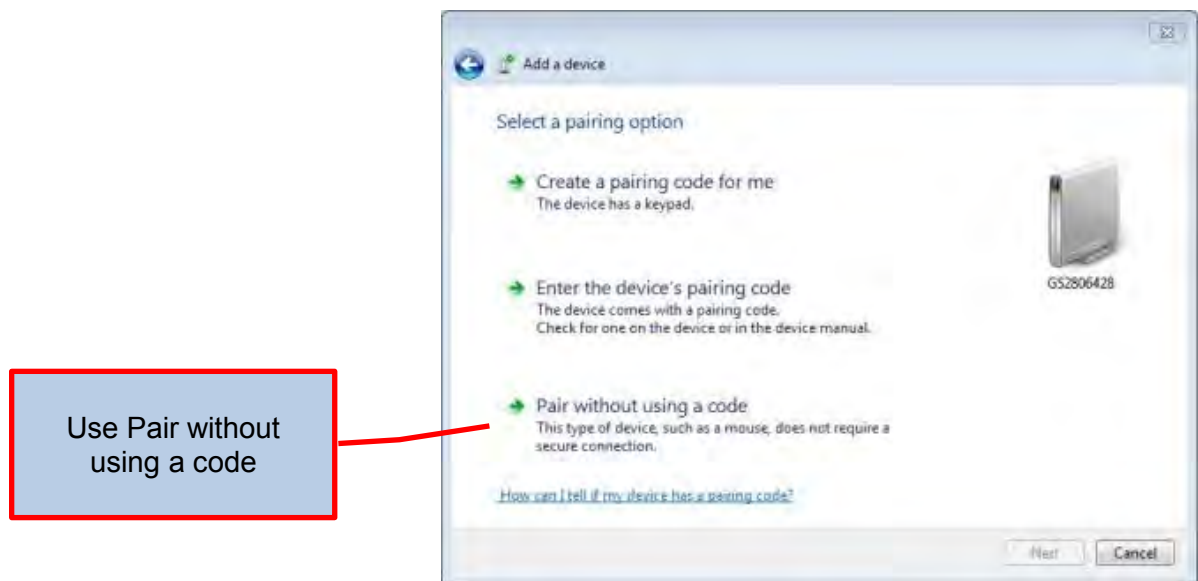 Add a device
Select a pairing option
Create a pairing code for me
The device has a keypad.
GS2806428
Enter the device's pairing code
The device comes with a pairing code.
Check for one on the device or in the device manual.
Use Pair without
using a code
Pair without using a code
This type of device, such as a mouse, does not require a
secure connection.
How can I tell if my device has a pairing code?
Next
Cancel